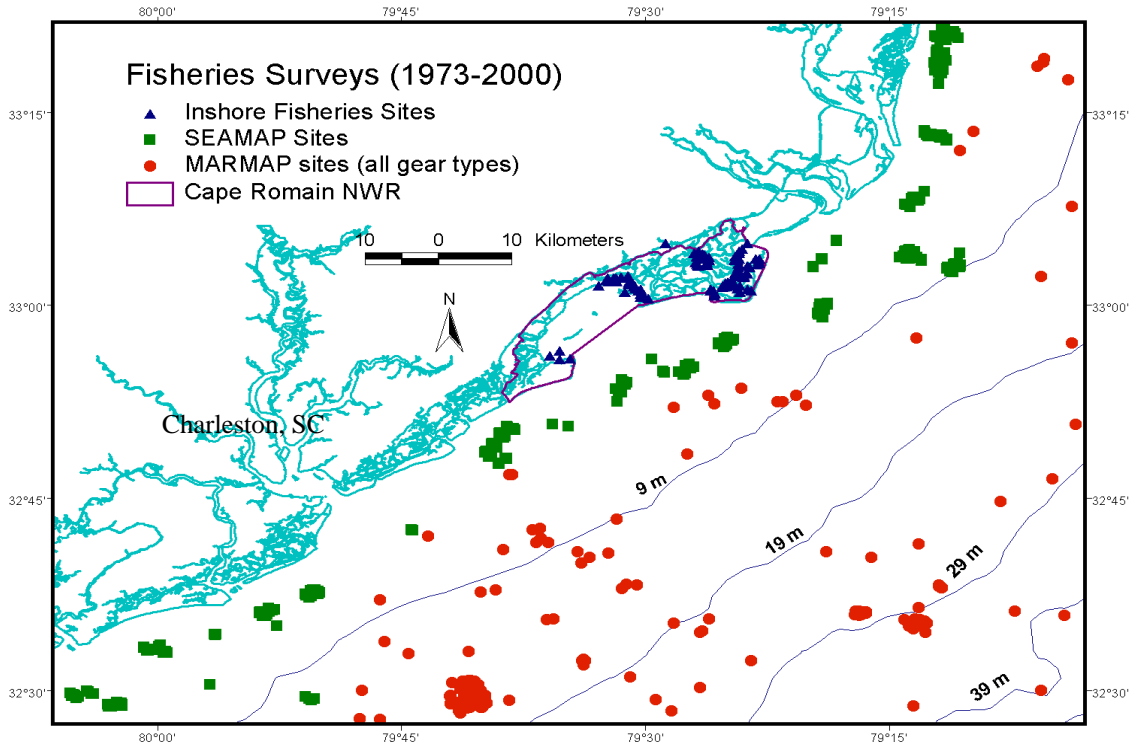 80°00' 79°45' 79°30' 79°15'
Fisheries Surveys (1973-2000)
Inshore Fisheries Sites
SEAMAP Sites
MARMAP sites (all gear types)
Cape Romain NWR
33°15' 33°15'
10 0 10 Kilometers
33°00' 33°00'
N
Charleston, SC
9 m
32°45' 32°45'
19 m
29 m
39 m
32°30' 32°30'
80°00' 79°45' 79°30' 79°15'